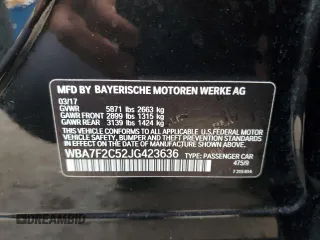 MFD BY BAYERISCHE MOTOREN WERKE AG
03/17
GVWR 5871 lbs 2663 kg
GAWR FRONT 2899 lbs 1315 kg
GAWR REAR 3139 lbs 1424 kg
THIS VEHICLE CONFORMS TO ALL APPLICABLE FEDERAL MOTOR
VEHICLE SAFETY, BUMPER, AND THEFT PREVENTION STANDARDS
IN EFFECT ON THE DATE OF MANUFACTURE SHOWN ABOVE.
WBA7F2C52JG423636 TYPE: PASSENGER CAR
475/9
© DREAMBID